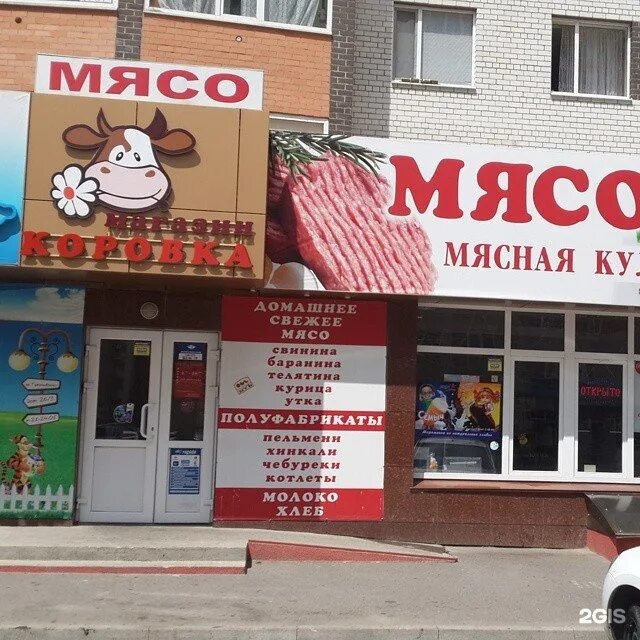 МЯСО
магазин
КОРОВКА
МЯСО
МЯСНАЯ КУЛ
ДОМАШНЕЕ
СВЕЖЕЕ
МЯСО
свинина
баранина
телятина
курица
утка
ПОЛУФАБРИКАТЫ
пельмени
хинкали
чебуреки
котлеты
МОЛОКО
ХЛЕБ
ОТКРЫТО
2GIS